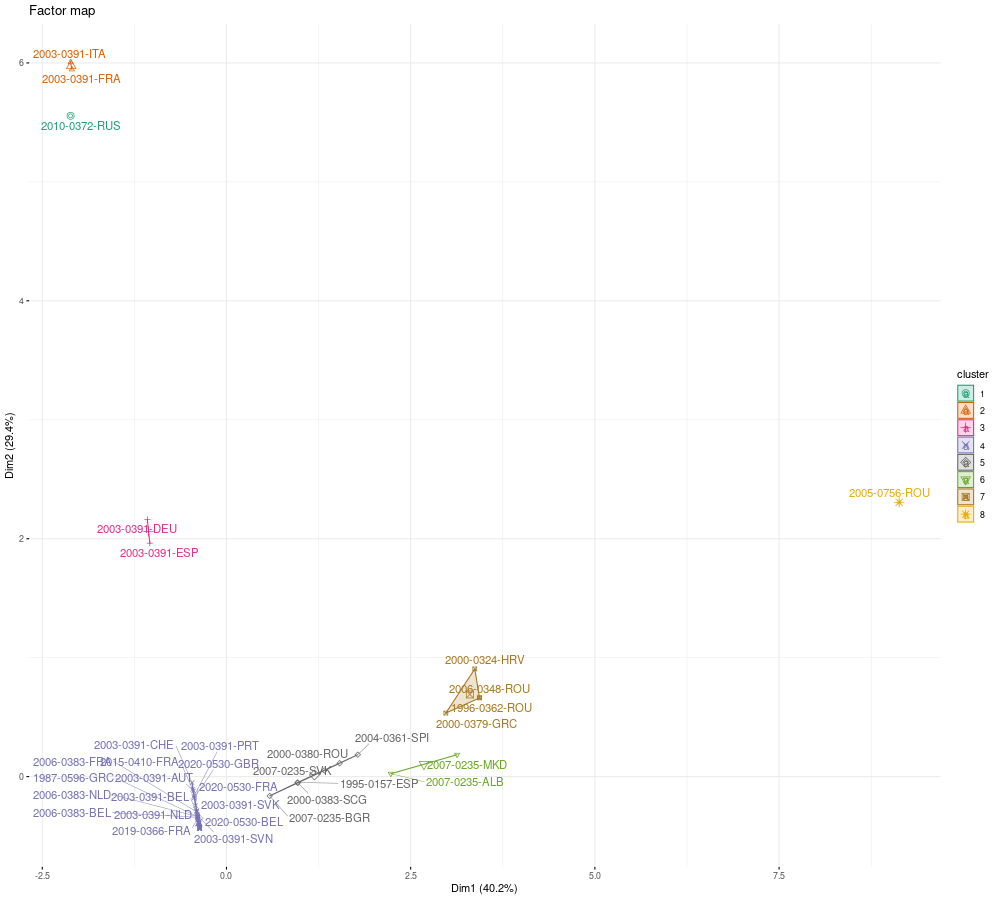 Factor map
2003-0391-ITA
2003-0391-FRA
2010-0372-RUS
2005-0756-ROU
2003-0391-DEU
2003-0391-ESP
2000-0324-HRV
2006-0348-ROU
1996-0362-ROU
2000-0379-GRC
2004-0361-SPI
2003-0391-CHE
2003-0391-PRT
2000-0380-ROU
2006-0383-FRA
2015-0410-FRA
2020-0530-GBR
2007-0235-SVK
2007-0235-MKD
1987-0596-GRC
2003-0391-AUT
2007-0235-ALB
1995-0157-ESP
2020-0530-FRA
2006-0383-NLD
2003-0391-BEL
2000-0383-SCG
2003-0391-SVK
2006-0383-BEL
2003-0391-NLD
2007-0235-BGR
2020-0530-BEL
2019-0366-FRA
2003-0391-SVN
6
4
2
0
Dim2 (29.4%)
-2.5
0.0
2.5
5.0
7.5
Dim1 (40.2%)
cluster
1
2
3
4
5
6
7
8